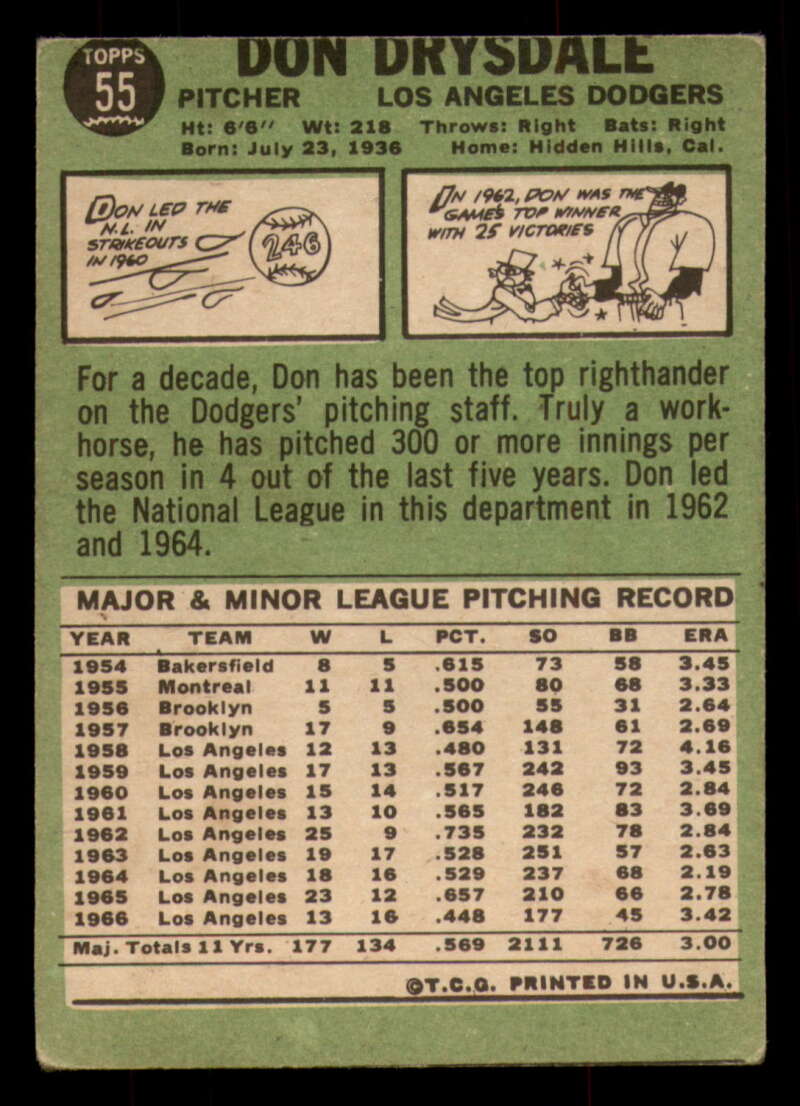 TOPPS
55
DON DRYSDALE
PITCHER LOS ANGELES DODGERS
Ht: 6'6" Wt: 218 Throws: Right Bats: Right
Born: July 23, 1936 Home: Hidden Hills, Cal.
DON LED THE
N.L. IN
STRIKEOUTS
IN 1960
246
IN 1962, DON WAS THE
GAMES TOP WINNER
WITH 25 VICTORIES
For a decade, Don has been the top righthander
on the Dodgers' pitching staff. Truly a work-
horse, he has pitched 300 or more innings per
season in 4 out of the last five years. Don led
the National League in this department in 1962
and 1964.
MAJOR & MINOR LEAGUE PITCHING RECORD
YEAR TEAM W L PCT. SO BB ERA
1954 Bakersfield 8 5 .615 73 58 3.45
1955 Montreal 11 11 .500 80 68 3.33
1956 Brooklyn 5 5 .500 55 31 2.64
1957 Brooklyn 17 9 .654 148 61 2.69
1958 Los Angeles 12 13 .480 131 72 4.16
1959 Los Angeles 17 13 .567 242 93 3.45
1960 Los Angeles 15 14 .517 246 72 2.84
1961 Los Angeles 13 10 .565 182 83 3.69
1962 Los Angeles 25 9 .735 232 78 2.84
1963 Los Angeles 19 17 .528 251 57 2.63
1964 Los Angeles 18 16 .529 237 68 2.19
1965 Los Angeles 23 12 .657 210 66 2.78
1966 Los Angeles 13 16 .448 177 45 3.42
Maj. Totals 11 Yrs. 177 134 .569 2111 726 3.00
©T.C.G. PRINTED IN U.S.A.